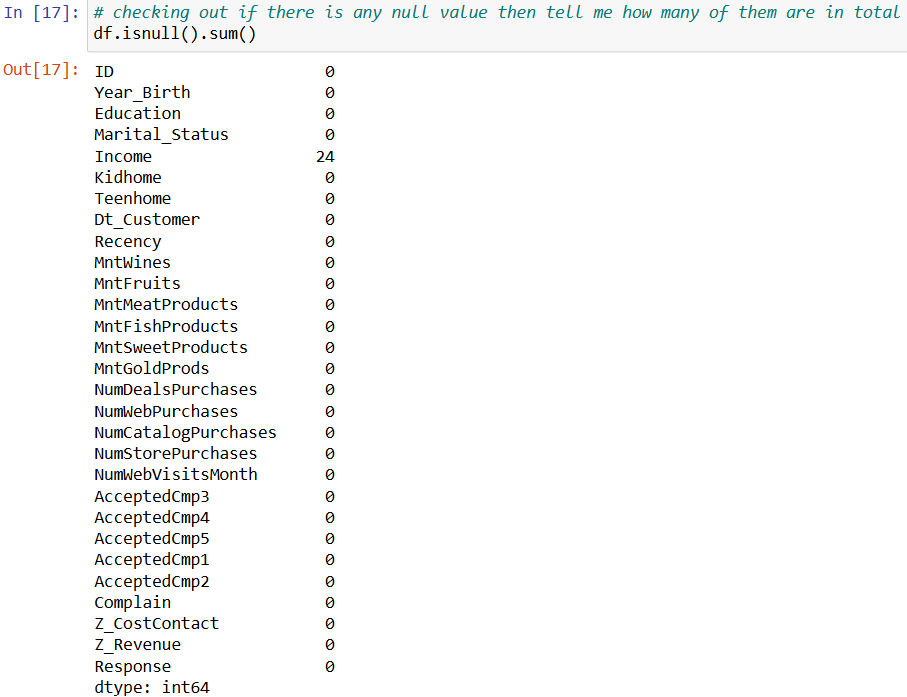 In [17]: # checking out if there is any null value then tell me how many of them are in total
df.isnull().sum()
Out[17]: ID 0
Year_Birth 0
Education 0
Marital_Status 0
Income 24
Kidhome 0
Teenhome 0
Dt_Customer 0
Recency 0
MntWines 0
MntFruits 0
MntMeatProducts 0
MntFishProducts 0
MntSweetProducts 0
MntGoldProds 0
NumDealsPurchases 0
NumWebPurchases 0
NumCatalogPurchases 0
NumStorePurchases 0
NumWebVisitsMonth 0
AcceptedCmp3 0
AcceptedCmp4 0
AcceptedCmp5 0
AcceptedCmp1 0
AcceptedCmp2 0
Complain 0
Z_CostContact 0
Z_Revenue 0
Response 0
dtype: int64